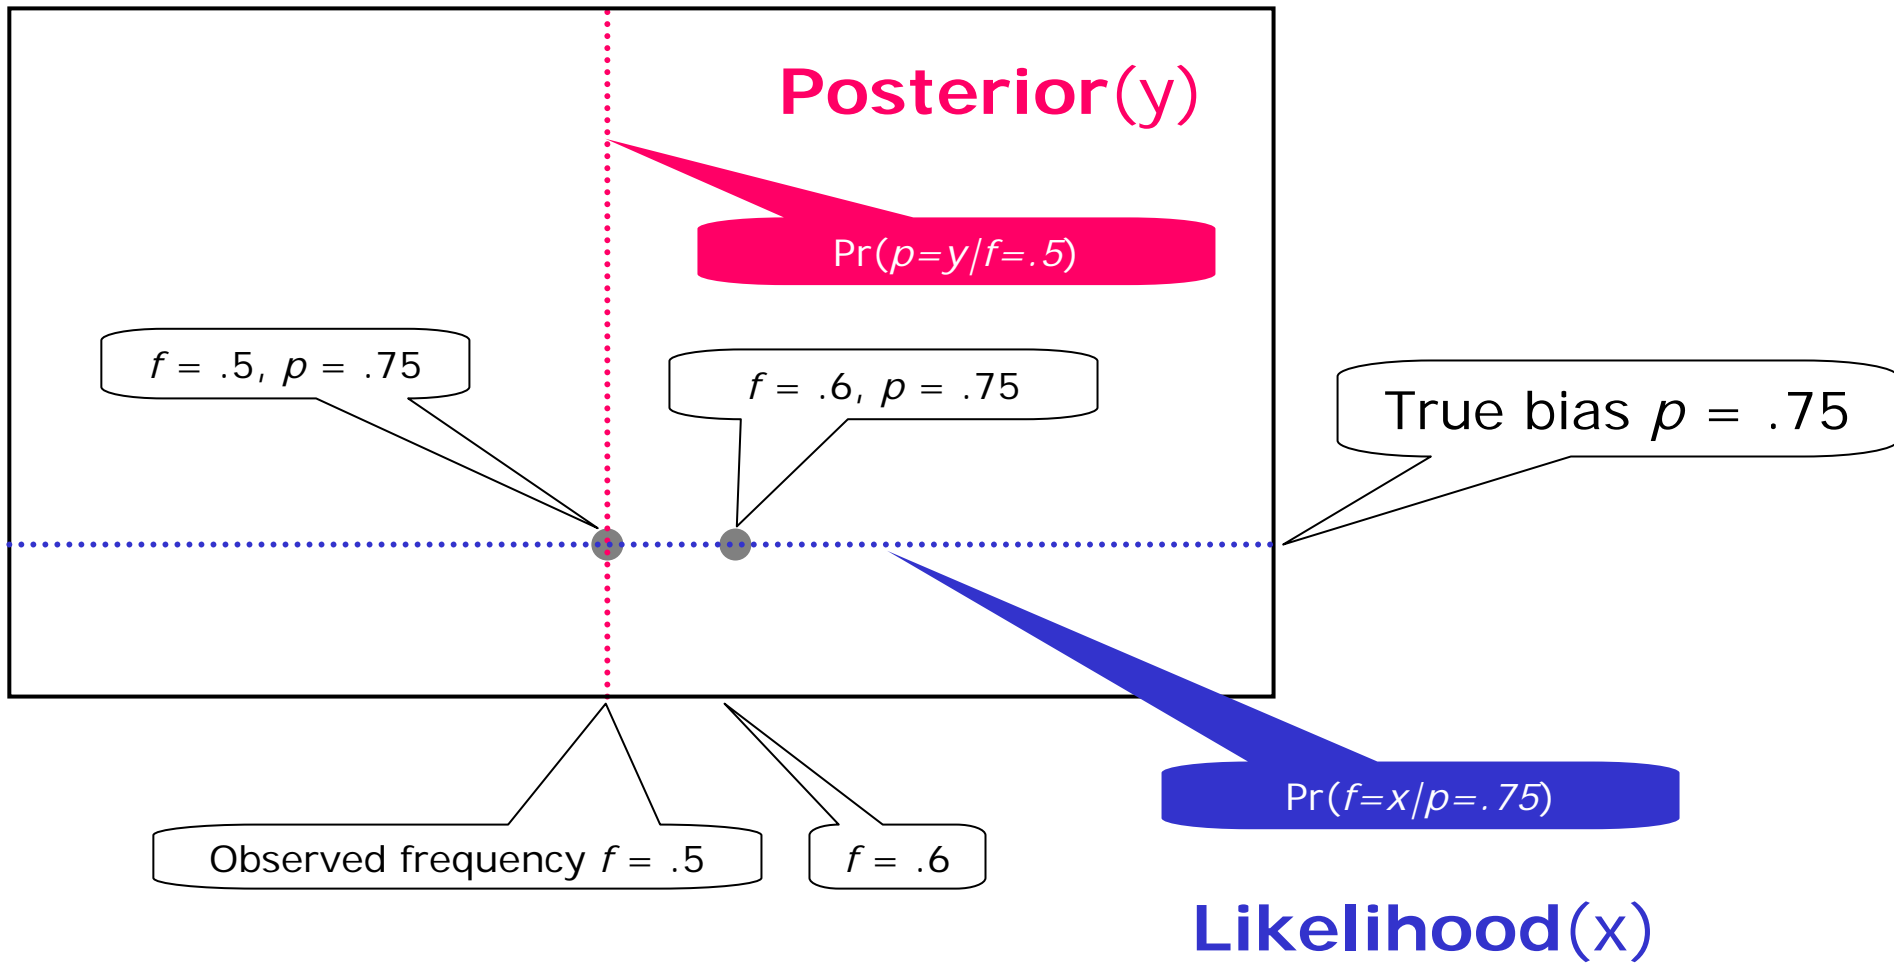 Posterior(y)
Pr(p=y/f=.5)
f = .5, p = .75
f = .6, p = .75
True bias p = .75
Pr(f=x/p=.75)
Observed frequency f = .5
f = .6
Likelihood(x)